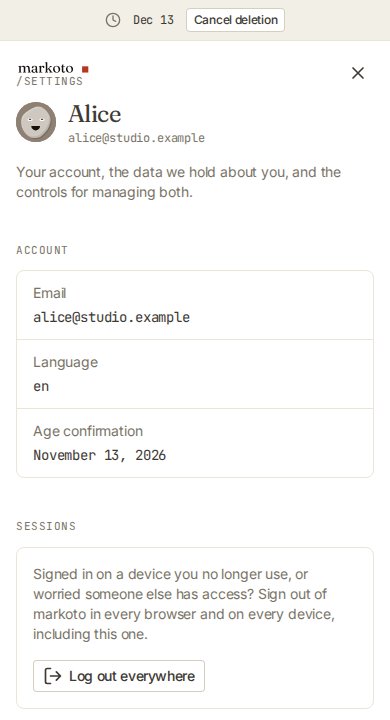 Dec 13 Cancel deletion
markoto
/SETTINGS
Alice
alice@studio.example
Your account, the data we hold about you, and the
controls for managing both.
ACCOUNT
Email
alice@studio.example
Language
en
Age confirmation
November 13, 2026
SESSIONS
Signed in on a device you no longer use, or
worried someone else has access? Sign out of
markoto in every browser and on every device,
including this one.
Log out everywhere